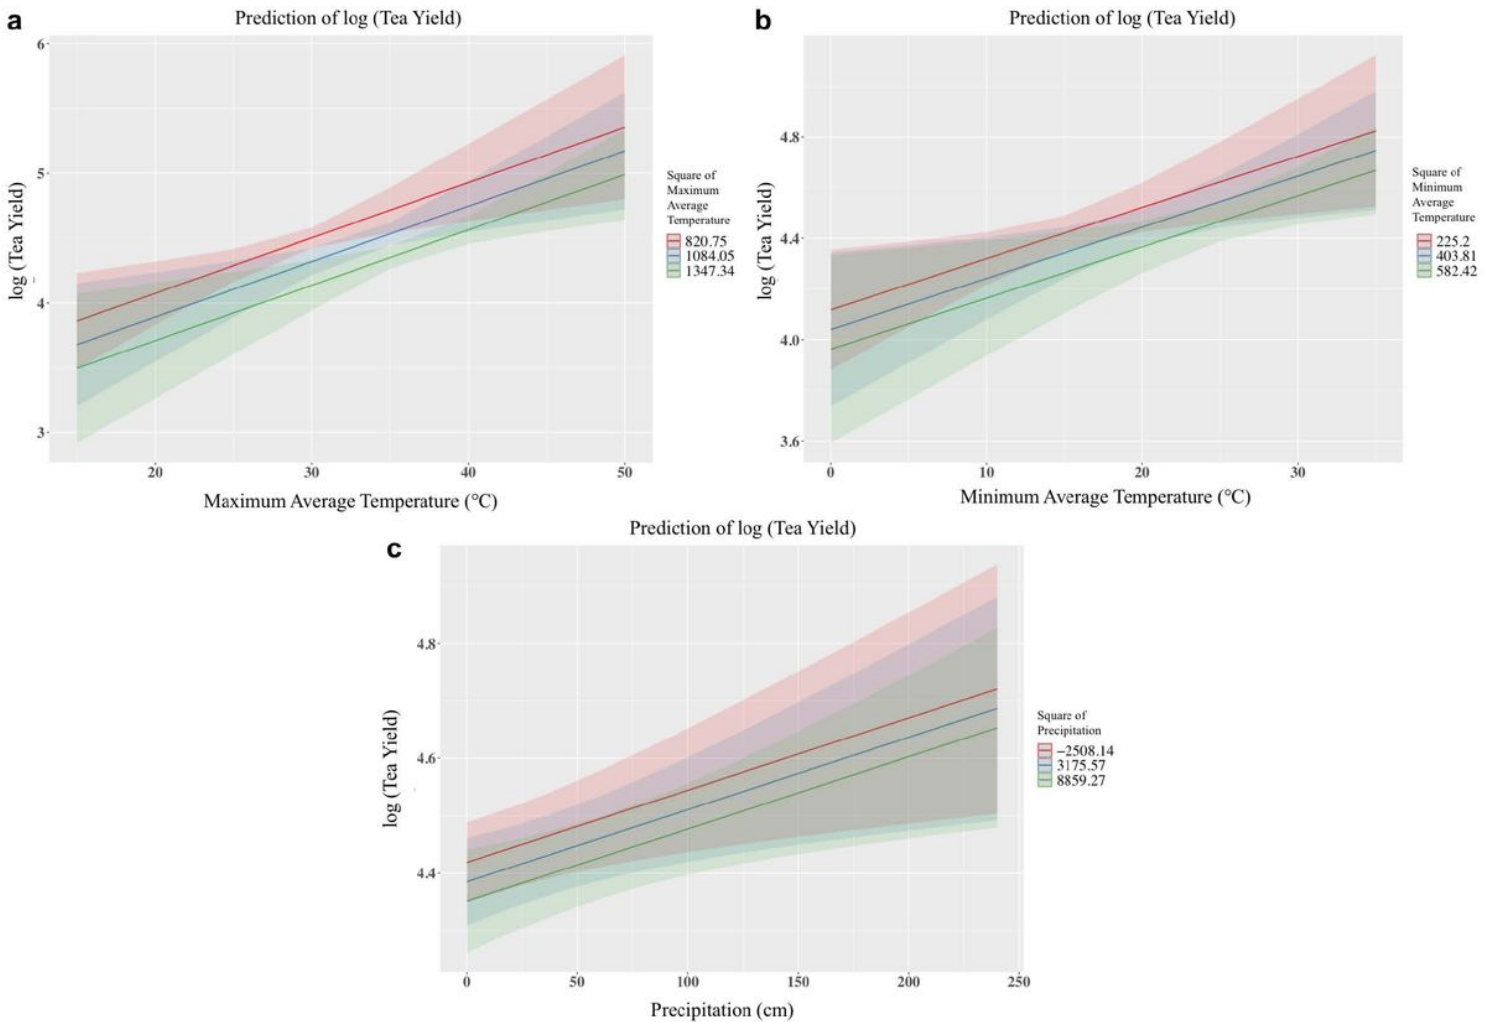 a
Prediction of log (Tea Yield)
6
5
4
3
log (Tea Yield)
20 30 40 50
Maximum Average Temperature (°C)
Square of
Maximum
Average
Temperature
820.75
1084.05
1347.34
b
Prediction of log (Tea Yield)
4.8
4.4
4.0
3.6
log (Tea Yield)
0 10 20 30
Minimum Average Temperature (°C)
Square of
Minimum
Average
Temperature
225.2
403.81
582.42
c
Prediction of log (Tea Yield)
4.8
4.6
4.4
log (Tea Yield)
0 50 100 150 200 250
Precipitation (cm)
Square of
Precipitation
−2508.14
3175.57
8859.27